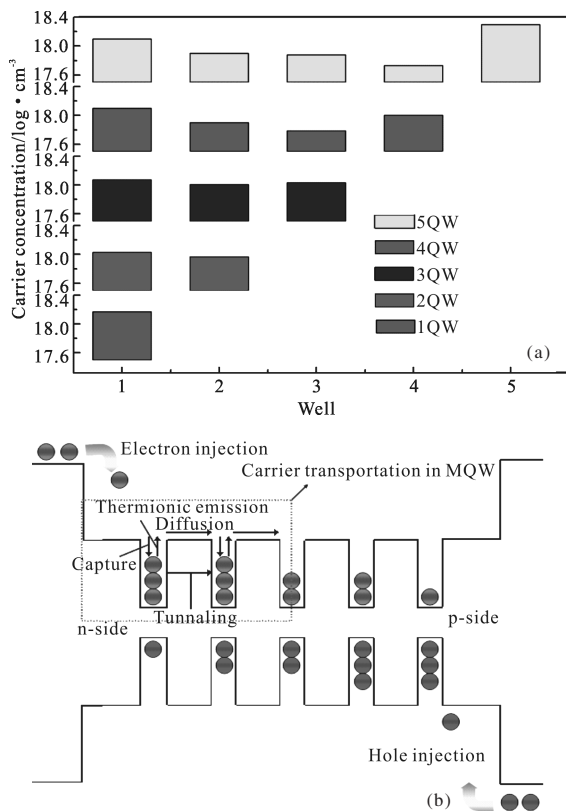 Carrier concentration/log • cm⁻³
18.4
18.0
17.6
18.4
18.0
17.6
18.4
18.0
17.6
18.4
18.0
17.6
18.4
18.0
17.6
5QW
4QW
3QW
2QW
1QW
(a)
1 2 3 4 5
Well
Electron injection
Carrier transportation in MQW
Thermionic emission
Diffusion
Capture
Tunnaling
n-side
p-side
Hole injection
(b)